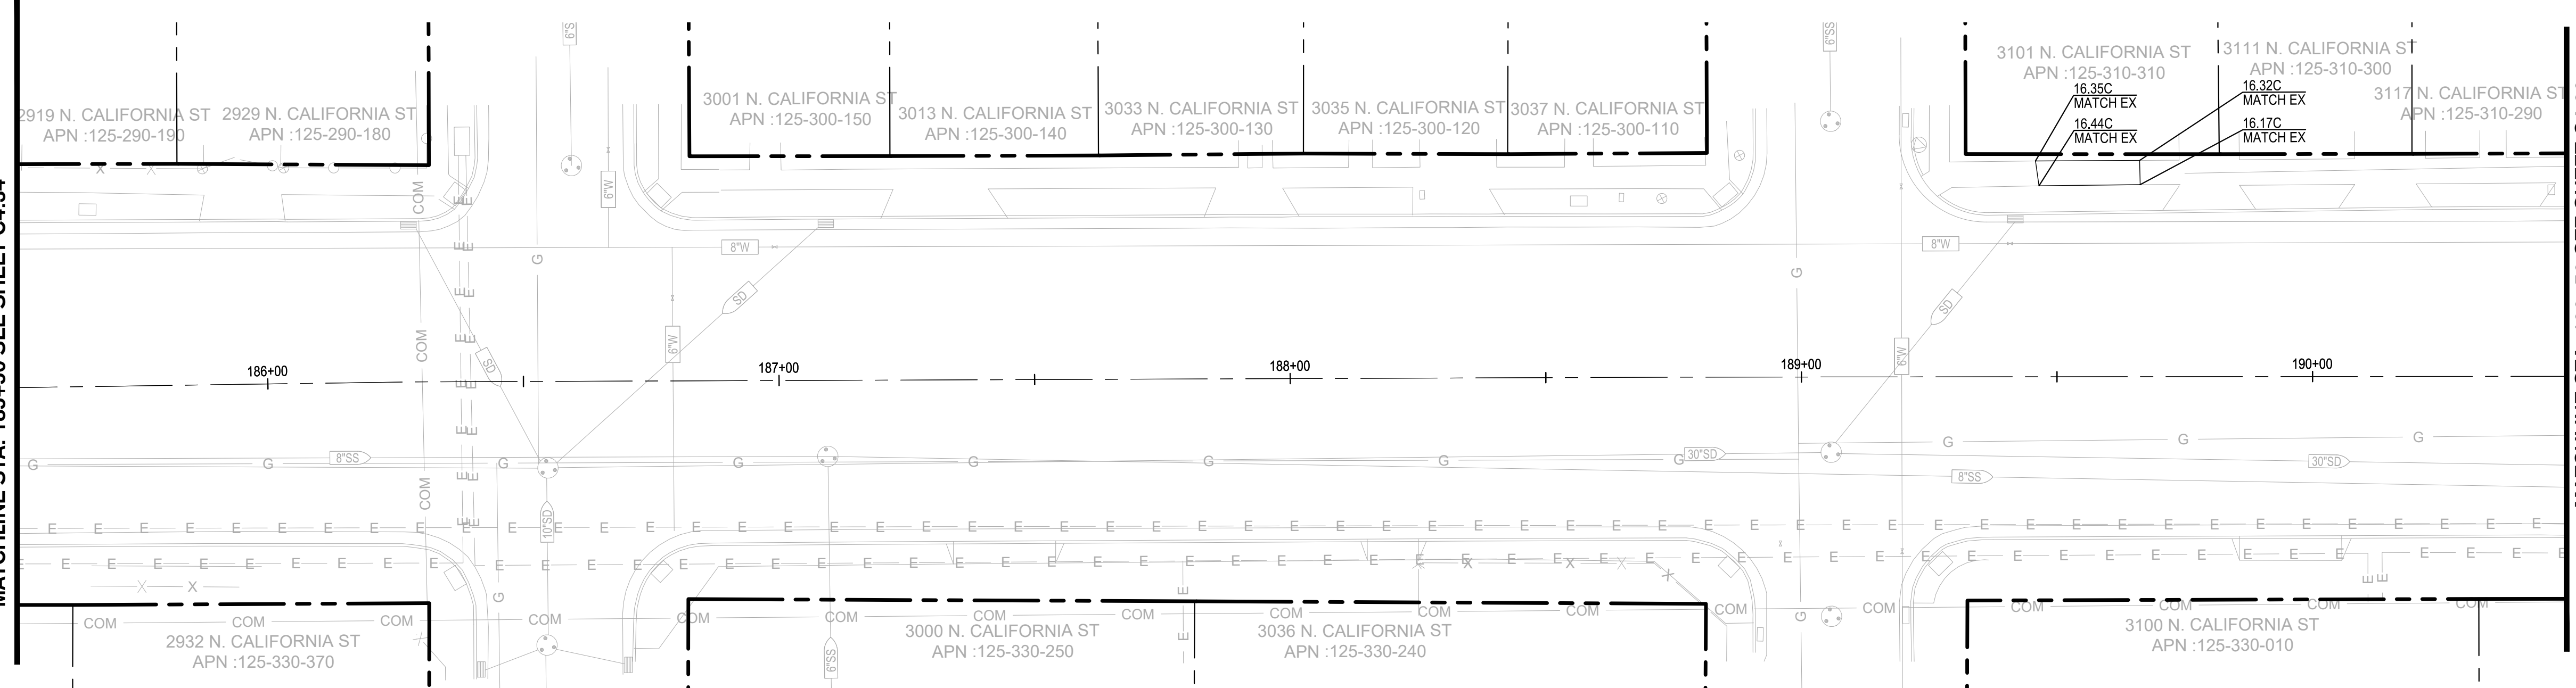 6"SS
6"SS
2919 N. CALIFORNIA ST
APN :125-290-190
2929 N. CALIFORNIA ST
APN :125-290-180
3001 N. CALIFORNIA ST
APN :125-300-150
3013 N. CALIFORNIA ST
APN :125-300-140
3033 N. CALIFORNIA ST
APN :125-300-130
3035 N. CALIFORNIA ST
APN :125-300-120
3037 N. CALIFORNIA ST
APN :125-300-110
3101 N. CALIFORNIA ST
APN :125-310-310
3111 N. CALIFORNIA ST
APN :125-310-300
3117 N. CALIFORNIA ST
APN :125-310-290
16.35C
MATCH EX
16.44C
MATCH EX
16.32C
MATCH EX
16.17C
MATCH EX
6"W
8"W
8"W
COM
COM
COM
G
G
SD
SD
SD
6"W
6"W
186+00
187+00
188+00
189+00
190+00
G G G G G G G G
8"SS
30"SD
G G G
30"SD
8"SS
10"SD
E E E E E E E E E E
E E E E E E E E E E
X X
COM COM COM COM COM COM COM COM COM COM COM COM COM COM COM COM COM
G
G
6"SS
2932 N. CALIFORNIA ST
APN :125-330-370
3000 N. CALIFORNIA ST
APN :125-330-250
3036 N. CALIFORNIA ST
APN :125-330-240
3100 N. CALIFORNIA ST
APN :125-330-010